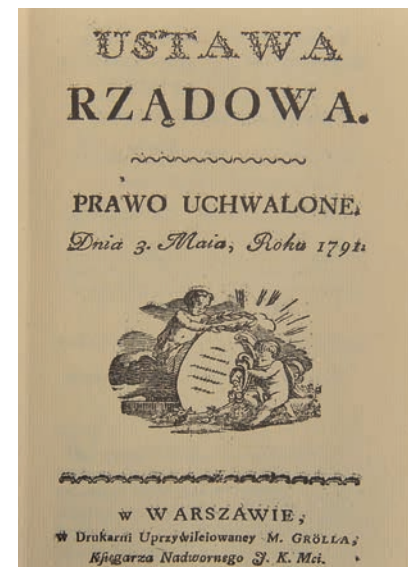 USTAWA
RZĄDOWA.
PRAWO UCHWALONE.
Dnia 3. Maia, Roku 1791.
w WARSZAWIE,
w Drukarni Uprzywileiowaney M. GRÖLLA,
Księgarza Nadwornego J. K. Mci.